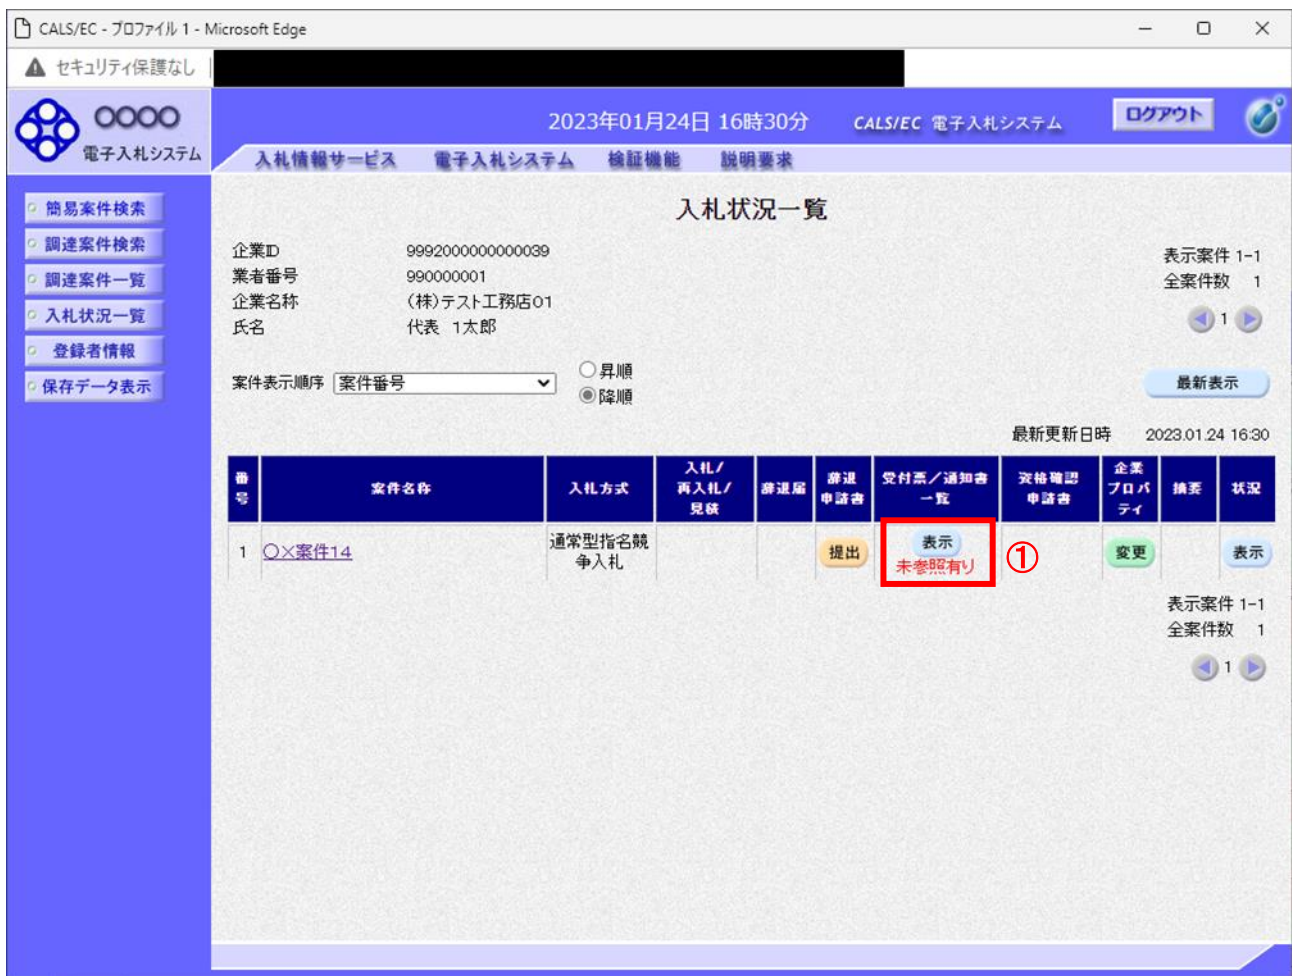 CALS/EC - プロファイル 1 - Microsoft Edge
セキュリティ保護なし
〇〇〇〇
電子入札システム
2023年01月24日 16時30分
CALS/EC 電子入札システム
ログアウト
入札情報サービス 電子入札システム 検証機能 説明要求
簡易案件検索
調達案件検索
調達案件一覧
入札状況一覧
登録者情報
保存データ表示
入札状況一覧
企業ID 9992000000000039
業者番号 990000001
企業名称 (株)テスト工務店01
氏名 代表 1太郎
表示案件 1-1
全案件数 1
1
案件表示順序 案件番号
昇順
降順
最新表示
最新更新日時 2023.01.24 16:30
番号 案件名称 入札方式 入札/再入札/見積 辞退届 辞退申請書 受付票/通知書一覧 資格確認申請書 企業プロパティ 摘要 状況
1 〇×案件14 通常型指名競争入札 提出 表示 未参照有り 変更 表示
①
表示案件 1-1
全案件数 1
1